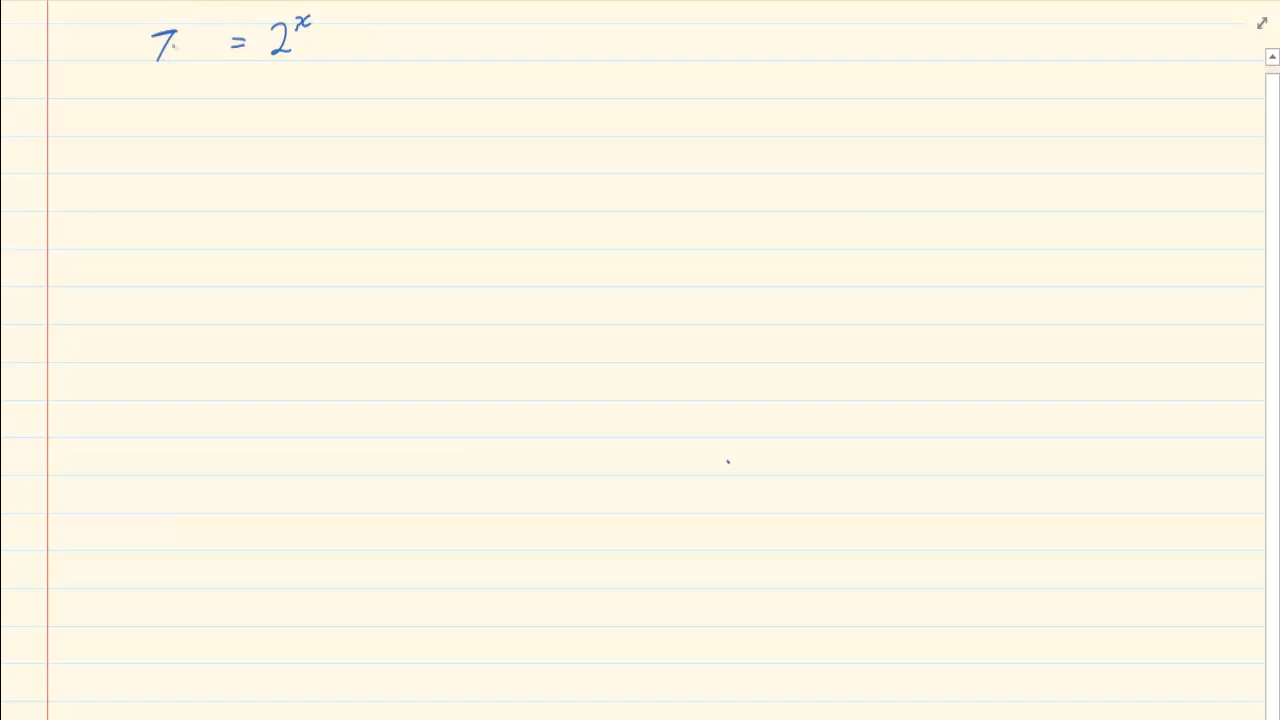 7 = 2^x